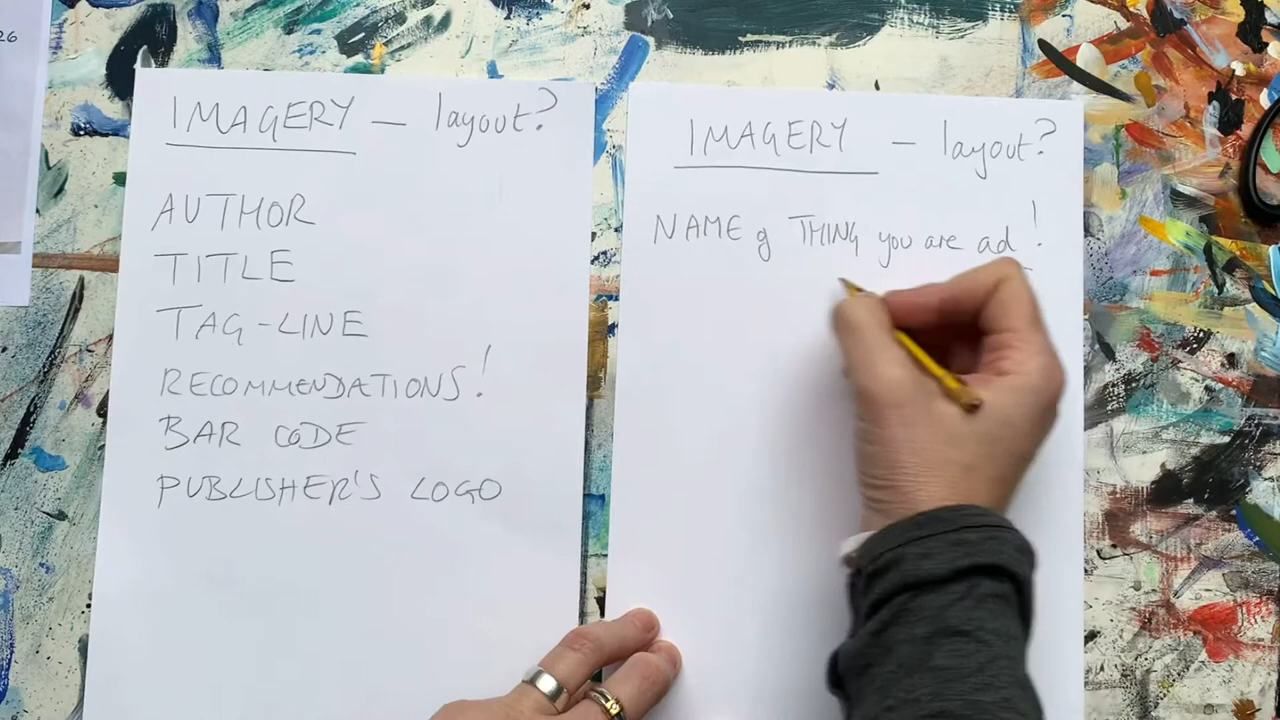 26
IMAGERY – layout?
AUTHOR
TITLE
TAG-LINE
RECOMMENDATIONS!
BAR CODE
PUBLISHER'S LOGO
IMAGERY – layout?
NAME of THING you are ad!